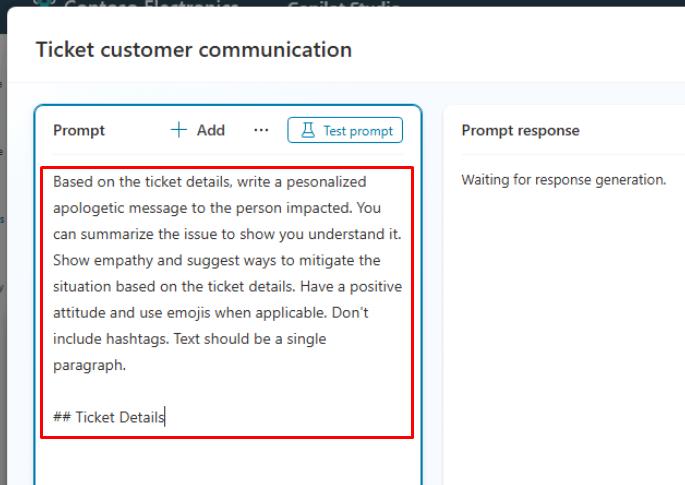 Contoso Electronics Copilot Studio
Ticket customer communication
Prompt
Add
...
Test prompt
Prompt response
Based on the ticket details, write a pesonalized
apologetic message to the person impacted. You
can summarize the issue to show you understand it.
Show empathy and suggest ways to mitigate the
situation based on the ticket details. Have a positive
attitude and use emojis when applicable. Don't
include hashtags. Text should be a single
paragraph.
## Ticket Details
Waiting for response generation.